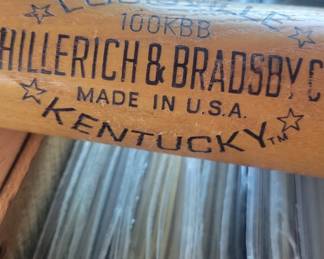 100KBB
HILLERICH & BRADSBY C
MADE IN U.S.A.
KENTUCKY™